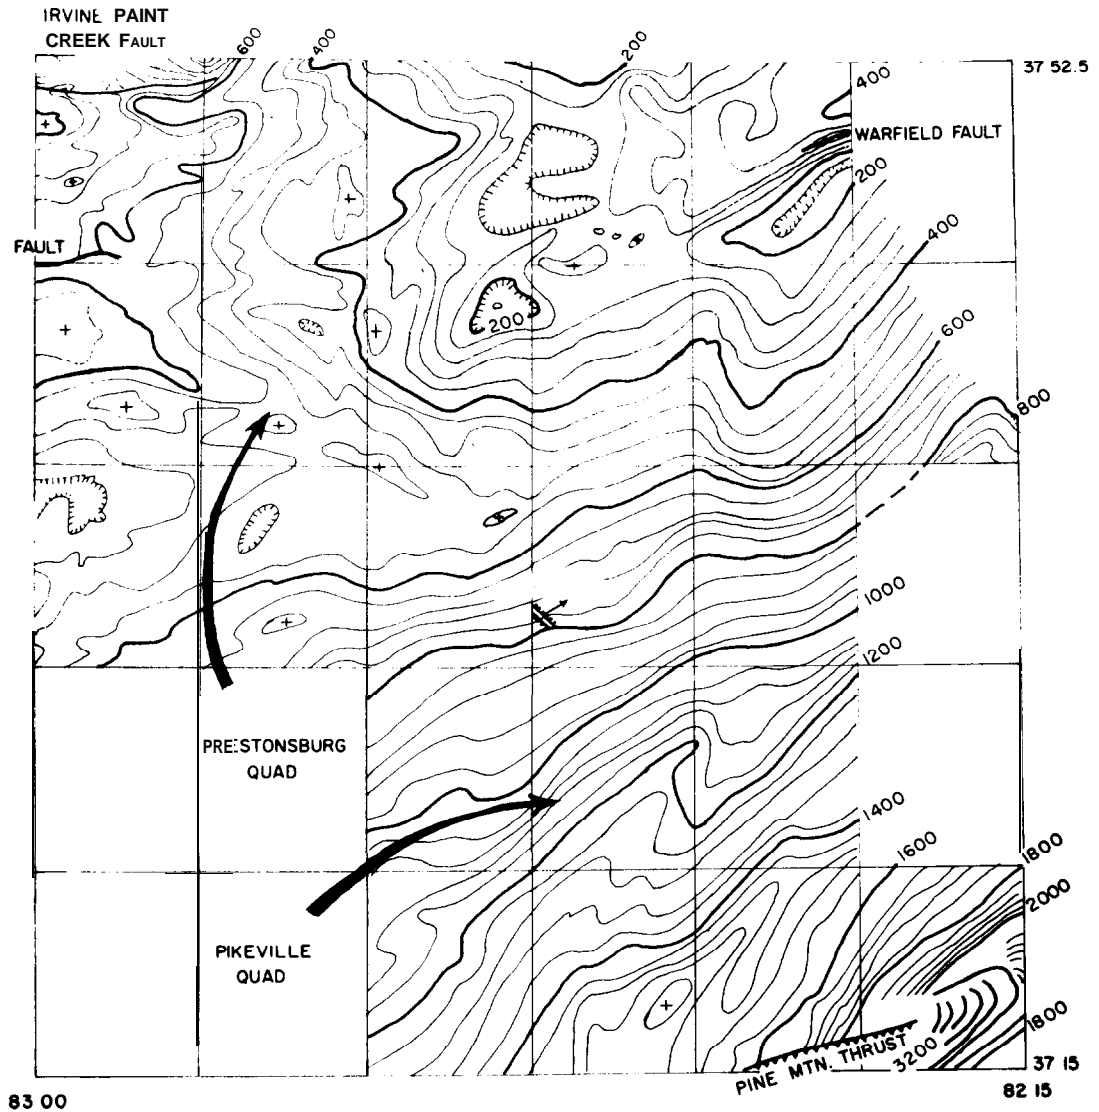 IRVINE PAINT
CREEK FAULT
600
400
200
37 52.5
400
WARFIELD FAULT
200
FAULT
400
200
600
800
1000
1200
PRESTONSBURG
QUAD
1400
1600
1800
2000
PIKEVILLE
QUAD
1800
PINE MTN. THRUST
3200
37 15
83 00
82 15